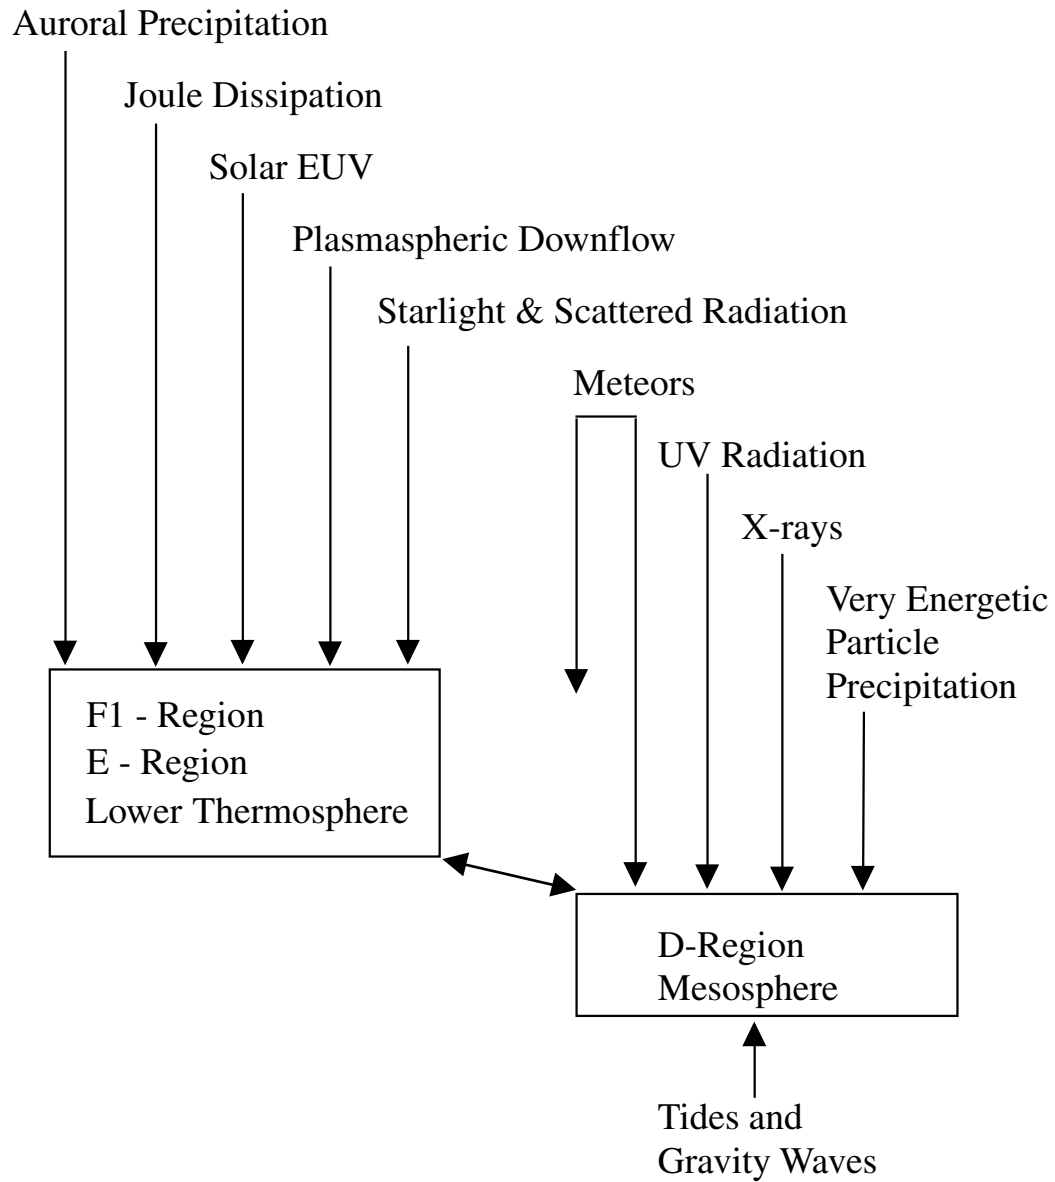 Auroral Precipitation
Joule Dissipation
Solar EUV
Plasmaspheric Downflow
Starlight & Scattered Radiation
Meteors
UV Radiation
X-rays
Very Energetic
Particle
Precipitation
F1 - Region
E - Region
Lower Thermosphere
D-Region
Mesosphere
Tides and
Gravity Waves